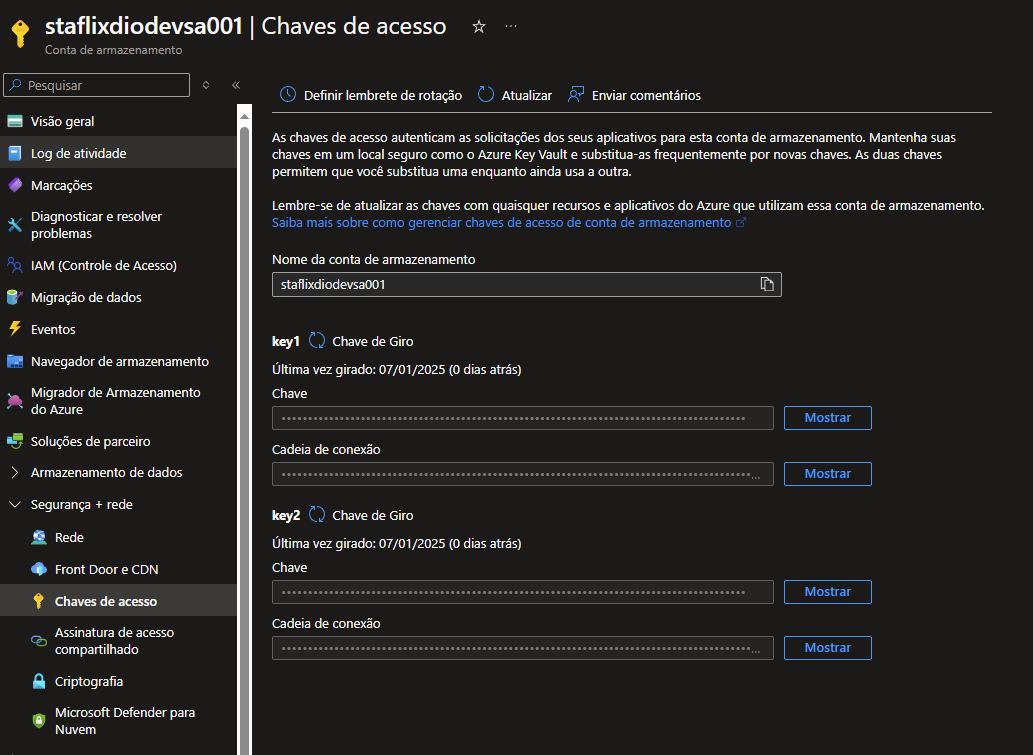 staflixdiodevsa001 | Chaves de acesso
Conta de armazenamento
Pesquisar
Visão geral
Log de atividade
Marcações
Diagnosticar e resolver
problemas
IAM (Controle de Acesso)
Migração de dados
Eventos
Navegador de armazenamento
Migrador de Armazenamento
do Azure
Soluções de parceiro
Armazenamento de dados
Segurança + rede
Rede
Front Door e CDN
Chaves de acesso
Assinatura de acesso
compartilhado
Criptografia
Microsoft Defender para
Nuvem
Definir lembrete de rotação Atualizar Enviar comentários
As chaves de acesso autenticam as solicitações dos seus aplicativos para esta conta de armazenamento. Mantenha suas
chaves em um local seguro como o Azure Key Vault e substitua-as frequentemente por novas chaves. As duas chaves
permitem que você substitua uma enquanto ainda usa a outra.
Lembre-se de atualizar as chaves com quaisquer recursos e aplicativos do Azure que utilizam essa conta de armazenamento.
Saiba mais sobre como gerenciar chaves de acesso de conta de armazenamento
Nome da conta de armazenamento
staflixdiodevsa001
key1 Chave de Giro
Última vez girado: 07/01/2025 (0 dias atrás)
Chave
Mostrar
Cadeia de conexão
Mostrar
key2 Chave de Giro
Última vez girado: 07/01/2025 (0 dias atrás)
Chave
Mostrar
Cadeia de conexão
Mostrar